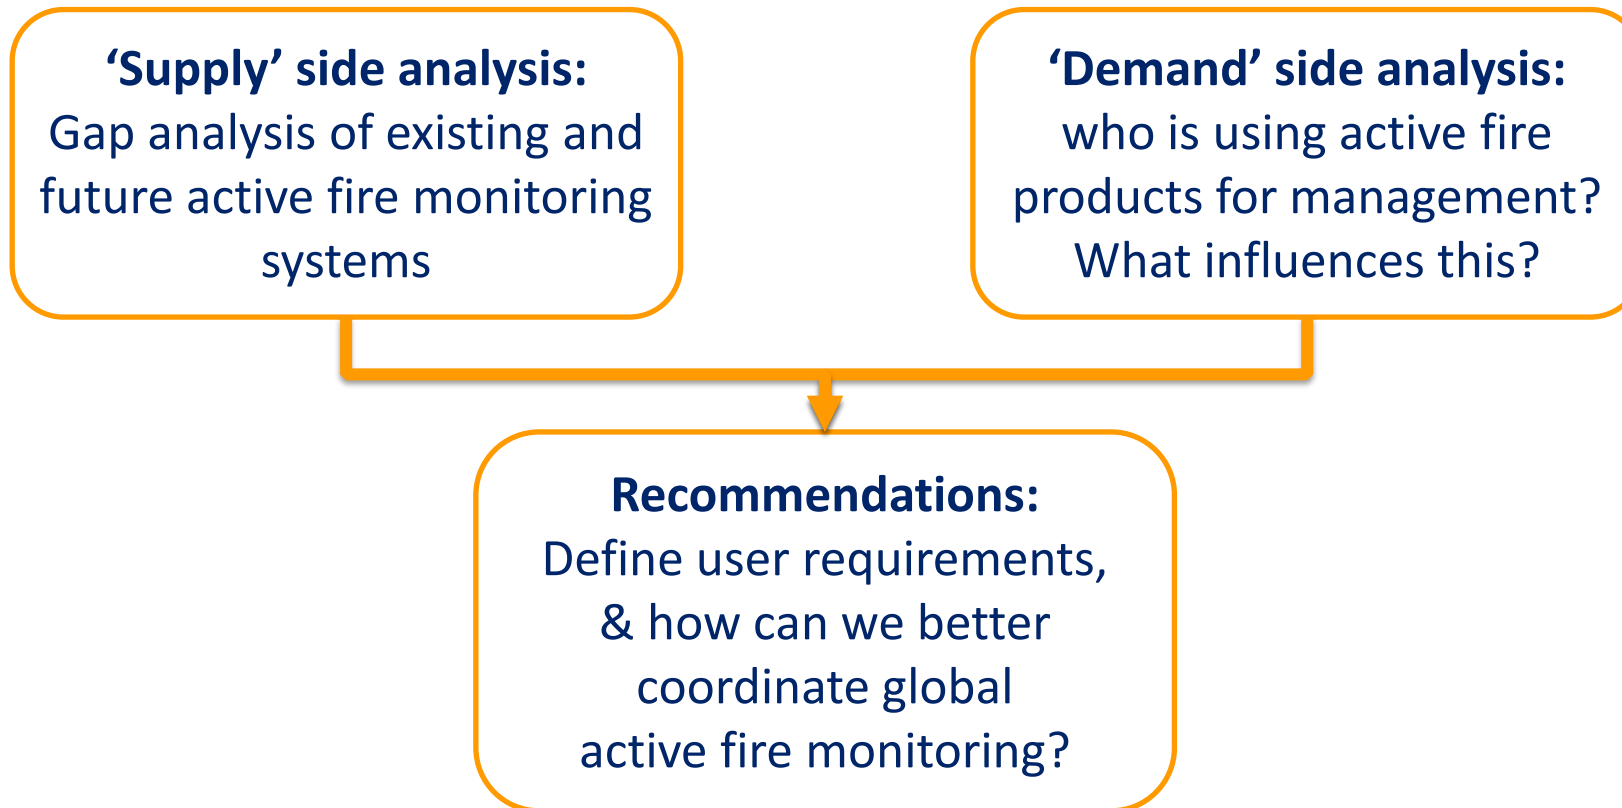 ‘Supply’ side analysis:
Gap analysis of existing and
future active fire monitoring
systems
‘Demand’ side analysis:
who is using active fire
products for management?
What influences this?
Recommendations:
Define user requirements,
& how can we better
coordinate global
active fire monitoring?